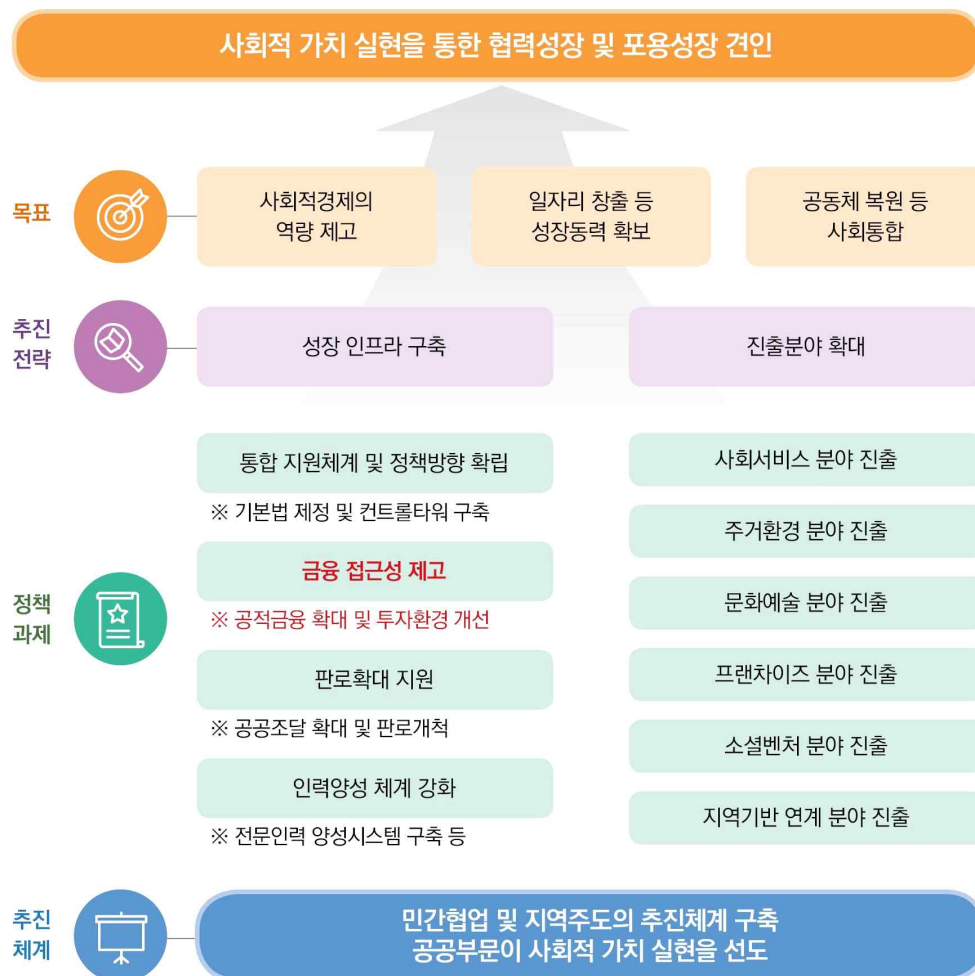 사회적 가치 실현을 통한 협력성장 및 포용성장 견인
목표
사회적경제의
역량 제고
일자리 창출 등
성장동력 확보
공동체 복원 등
사회통합
추진
전략
성장 인프라 구축
진출분야 확대
정책
과제
통합 지원체계 및 정책방향 확립
※ 기본법 제정 및 컨트롤타워 구축
금융 접근성 제고
※ 공적금융 확대 및 투자환경 개선
판로확대 지원
※ 공공조달 확대 및 판로개척
인력양성 체계 강화
※ 전문인력 양성시스템 구축 등
사회서비스 분야 진출
주거환경 분야 진출
문화예술 분야 진출
프랜차이즈 분야 진출
소셜벤처 분야 진출
지역기반 연계 분야 진출
추진
체계
민간협업 및 지역주도의 추진체계 구축
공공부문이 사회적 가치 실현을 선도